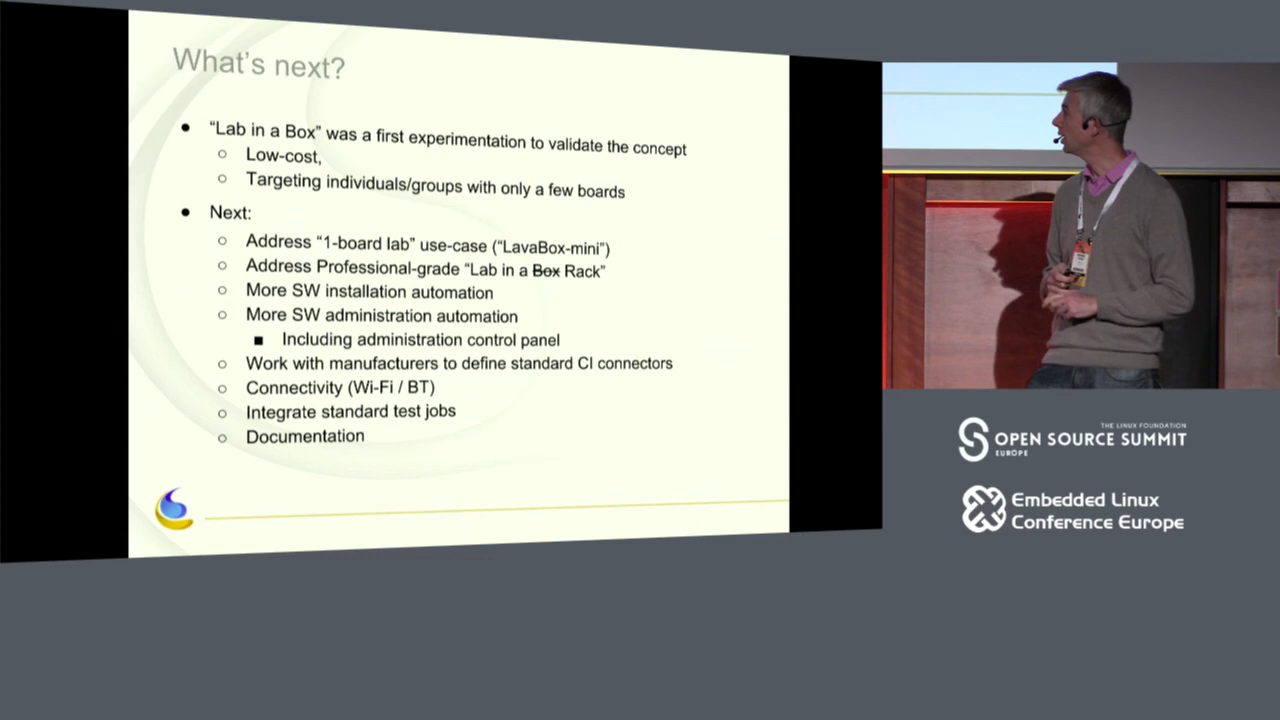 What's next?
● “Lab in a Box” was a first experimentation to validate the concept
○ Low-cost,
○ Targeting individuals/groups with only a few boards
● Next:
○ Address “1-board lab” use-case (“LavaBox-mini”)
○ Address Professional-grade “Lab in a Box Rack”
○ More SW installation automation
○ More SW administration automation
■ Including administration control panel
○ Work with manufacturers to define standard CI connectors
○ Connectivity (Wi-Fi / BT)
○ Integrate standard test jobs
○ Documentation
THE LINUX FOUNDATION
OPEN SOURCE SUMMIT
EUROPE
Embedded Linux
Conference Europe